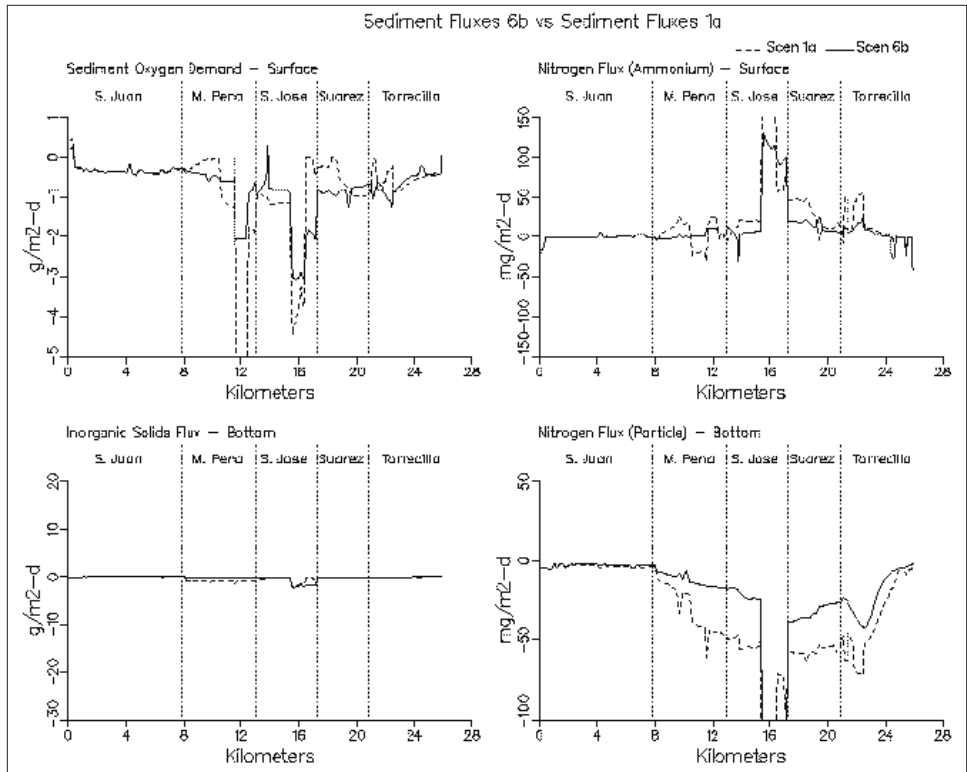 Sediment Fluxes 6b vs Sediment Fluxes 1a
Scen 1a Scen 6b
Sediment Oxygen Demand – Surface
S. Juan M. Pena S. Jose Suarez Torrecilla
g/m2-d
1
0
-1
-2
-3
-4
-5
0 4 8 12 16 20 24 28
Kilometers
Nitrogen Flux (Ammonium) – Surface
S. Juan M. Pena S. Jose Suarez Torrecilla
mg/m2-d
150
100
50
0
-50
-100
-150
0 4 8 12 16 20 24 28
Kilometers
Inorganic Solids Flux – Bottom
S. Juan M. Pena S. Jose Suarez Torrecilla
g/m2-d
20
10
0
-10
-20
-30
0 4 8 12 16 20 24 28
Kilometers
Nitrogen Flux (Particle) – Bottom
S. Juan M. Pena S. Jose Suarez Torrecilla
mg/m2-d
50
0
-50
-100
0 4 8 12 16 20 24 28
Kilometers